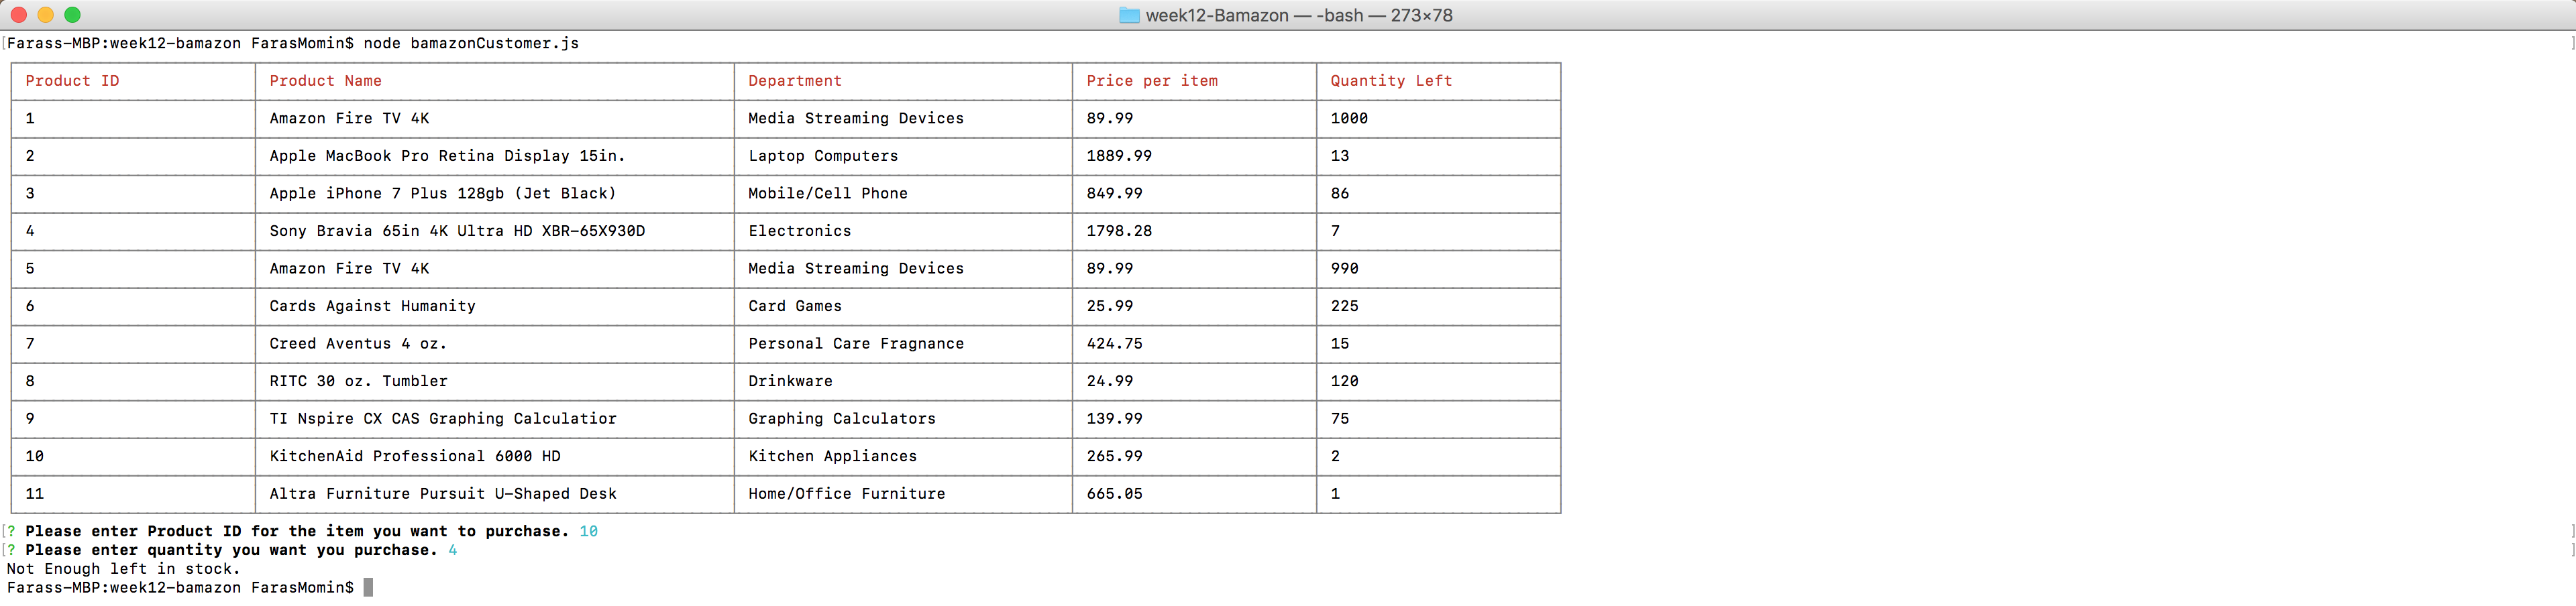 week12-Bamazon — -bash — 273×78
[Farass-MBP:week12-bamazon FarasMomin$ node bamazonCustomer.js ]
Product ID Product Name Department Price per item Quantity Left
1 Amazon Fire TV 4K Media Streaming Devices 89.99 1000
2 Apple MacBook Pro Retina Display 15in. Laptop Computers 1889.99 13
3 Apple iPhone 7 Plus 128gb (Jet Black) Mobile/Cell Phone 849.99 86
4 Sony Bravia 65in 4K Ultra HD XBR-65X930D Electronics 1798.28 7
5 Amazon Fire TV 4K Media Streaming Devices 89.99 990
6 Cards Against Humanity Card Games 25.99 225
7 Creed Aventus 4 oz. Personal Care Fragnance 424.75 15
8 RITC 30 oz. Tumbler Drinkware 24.99 120
9 TI Nspire CX CAS Graphing Calculatior Graphing Calculators 139.99 75
10 KitchenAid Professional 6000 HD Kitchen Appliances 265.99 2
11 Altra Furniture Pursuit U-Shaped Desk Home/Office Furniture 665.05 1
[? Please enter Product ID for the item you want to purchase. 10 ]
[? Please enter quantity you want you purchase. 4 ]
Not Enough left in stock.
Farass-MBP:week12-bamazon FarasMomin$